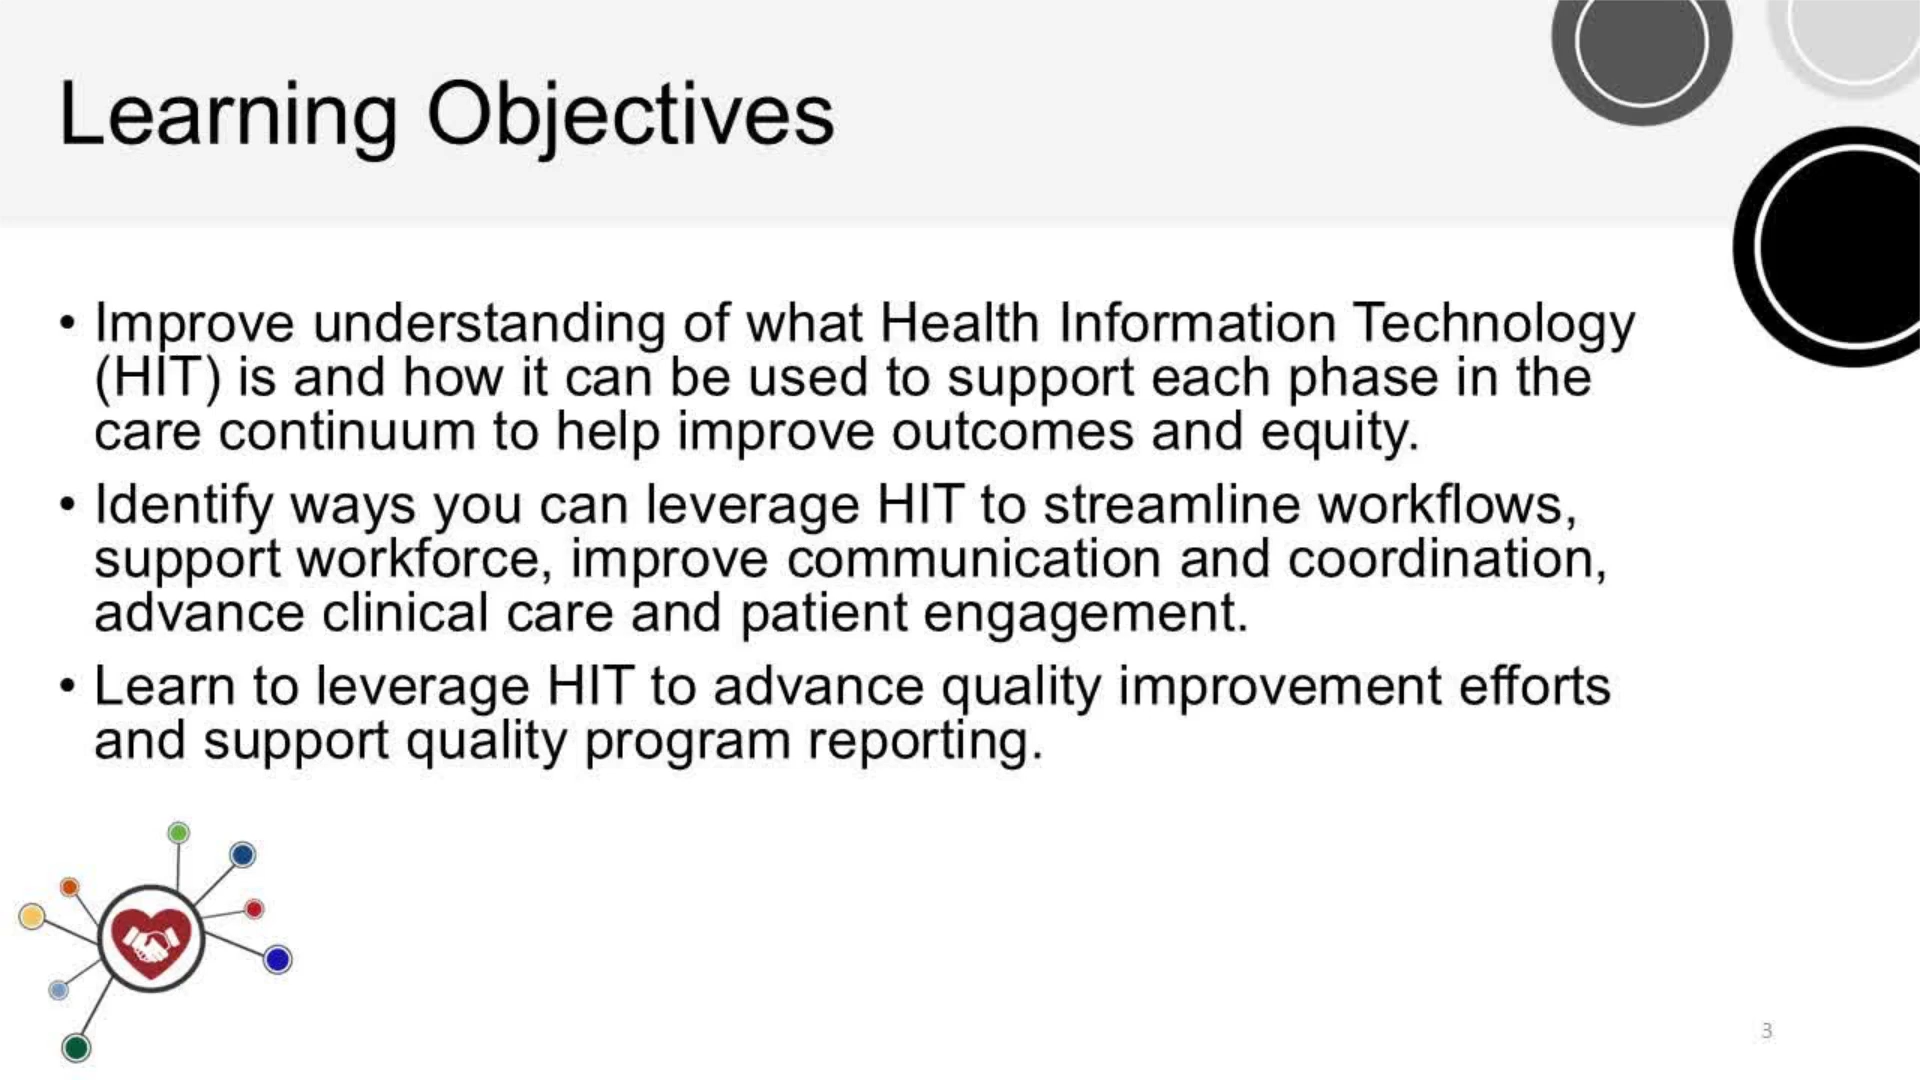 Learning Objectives
• Improve understanding of what Health Information Technology
(HIT) is and how it can be used to support each phase in the
care continuum to help improve outcomes and equity.
• Identify ways you can leverage HIT to streamline workflows,
support workforce, improve communication and coordination,
advance clinical care and patient engagement.
• Learn to leverage HIT to advance quality improvement efforts
and support quality program reporting.
3